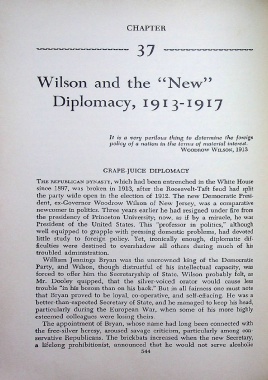 CHAPTER
37
Wilson and the "New"
Diplomacy, 1913-1917
It is a very perilous thing to determine the foreign
policy of a nation in the terms of material interest.
WOODROW WILSON, 1913
GRAPE-JUICE DIPLOMACY
THE REPUBLICAN DYNASTY, which had been entrenched in the White House
since 1897, was broken in 1913, after the Roosevelt-Taft feud had split
the party wide open in the election of 1912. The new Democratic Presi-
dent, ex-Governor Woodrow Wilson of New Jersey, was a comparative
newcomer in politics. Three years earlier he had resigned under fire from
the presidency of Princeton University; now, as if by a miracle, he was
President of the United States. This "professor in politics," although
well equipped to grapple with pressing domestic problems, had devoted
little study to foreign policy. Yet, ironically enough, diplomatic dif-
ficulties were destined to overshadow all others during much of his
troubled administration.
William Jennings Bryan was the uncrowned king of the Democratic
Party, and Wilson, though distrustful of his intellectual capacity, was
forced to offer him the Secretaryship of State. Wilson probably felt, as
Mr. Dooley quipped, that the silver-voiced orator would cause less
trouble "in his bosom than on his back." But in all fairness one must
say that Bryan proved to be loyal, co-operative, and self-effacing. He was a
better-than-expected Secretary of State, and he managed to keep his head,
particularly during the European War, when some of his more highly
esteemed colleagues were losing theirs.
The appointment of Bryan, whose name had long been connected with
the free-silver heresy, aroused savage criticism, particularly among con-
servative Republicans. The brickbats increased when the new Secretary,
a lifelong prohibitionist, announced that he would not serve alcoholic
544